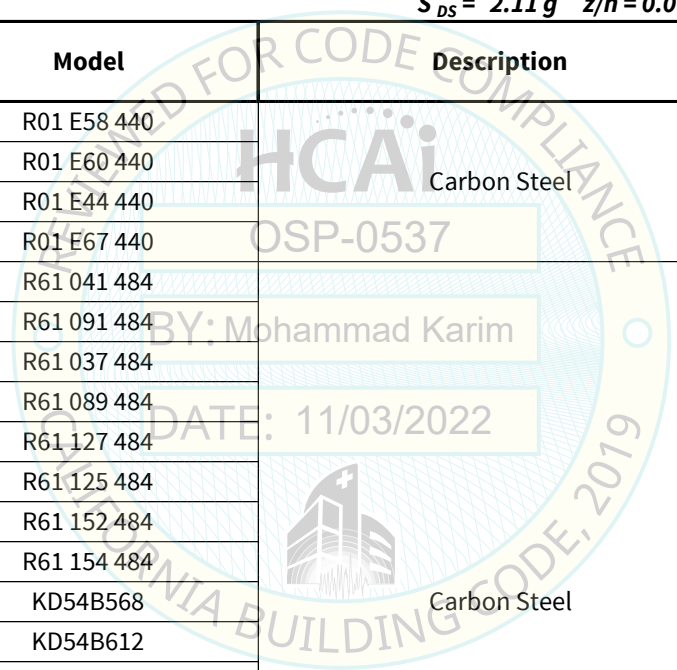 S DS = 2.11 g z/h = 0.0
Model Description
R01 E58 440
R01 E60 440
R01 E44 440
R01 E67 440
Carbon Steel
R61 041 484
R61 091 484
R61 037 484
R61 089 484
R61 127 484
R61 125 484
R61 152 484
R61 154 484
KD54B568
KD54B612
Carbon Steel
REVIEWED FOR CODE COMPLIANCE
HCAi
OSP-0537
BY: Mohammad Karim
DATE: 11/03/2022
CALIFORNIA BUILDING CODE, 2019